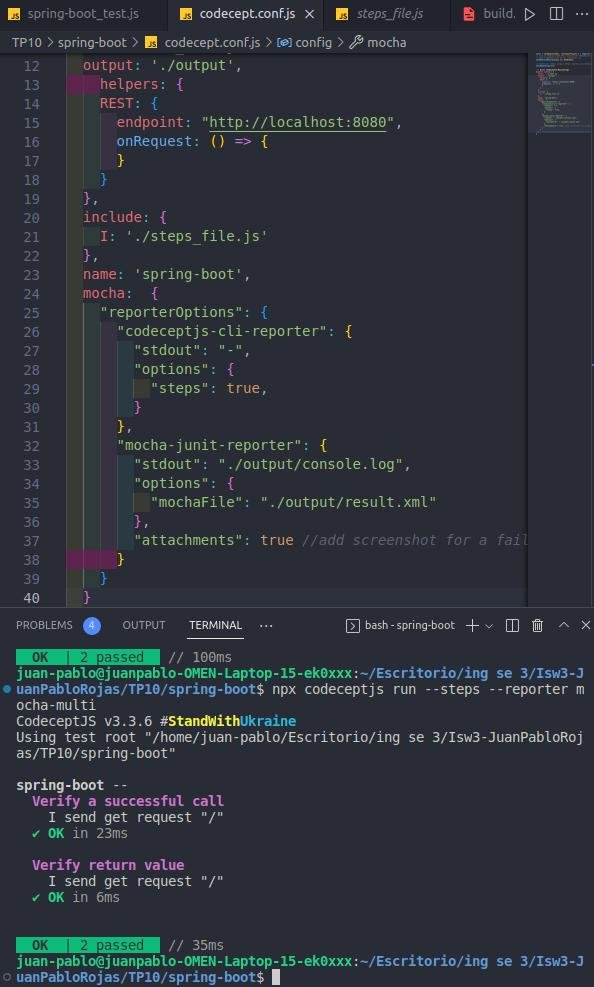 spring-boot_test.js
codecept.conf.js
steps_file.js
build.
TP10 > spring-boot > codecept.conf.js > config > mocha
12 output: './output',
13 helpers: {
14 REST: {
15 endpoint: "http://localhost:8080",
16 onRequest: () => {
17 }
18 }
19 },
20 include: {
21 I: './steps_file.js'
22 },
23 name: 'spring-boot',
24 mocha:  {
25 "reporterOptions": {
26 "codeceptjs-cli-reporter": {
27 "stdout": "-",
28 "options": {
29 "steps": true,
30 }
31 },
32 "mocha-junit-reporter": {
33 "stdout": "./output/console.log",
34 "options": {
35 "mochaFile": "./output/result.xml"
36 },
37 "attachments": true //add screenshot for a fail
38 }
39 }
40 }
PROBLEMS 4 OUTPUT TERMINAL ··· bash - spring-boot
OK | 2 passed // 100ms
juan-pablo@juanpablo-OMEN-Laptop-15-ek0xxx:~/Escritorio/ing se 3/Isw3-J
uanPabloRojas/TP10/spring-boot$ npx codeceptjs run --steps --reporter m
ocha-multi
CodeceptJS v3.3.6 #StandWithUkraine
Using test root "/home/juan-pablo/Escritorio/ing se 3/Isw3-JuanPabloRoj
as/TP10/spring-boot"
spring-boot --
Verify a successful call
I send get request "/"
✔ OK in 23ms
Verify return value
I send get request "/"
✔ OK in 6ms
OK | 2 passed // 35ms
juan-pablo@juanpablo-OMEN-Laptop-15-ek0xxx:~/Escritorio/ing se 3/Isw3-J
uanPabloRojas/TP10/spring-boot$